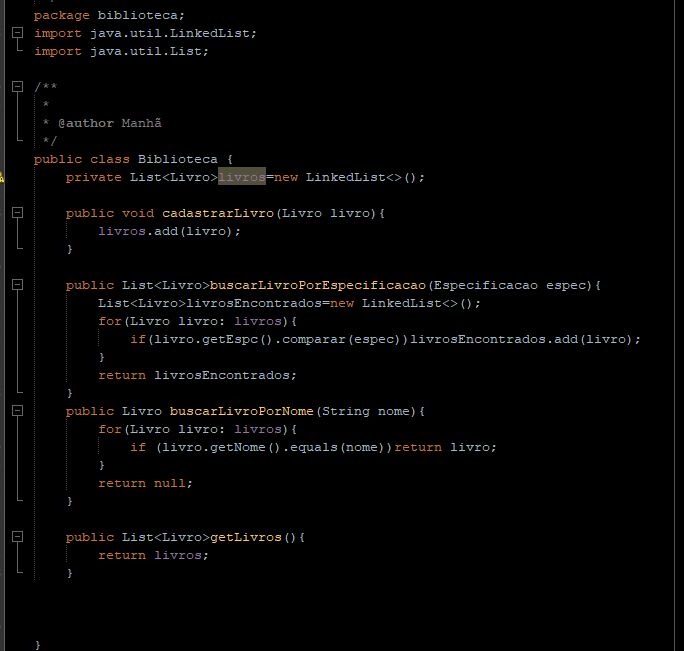 package biblioteca;
import java.util.LinkedList;
import java.util.List;
/**
*
* @author Manhã
*/
public class Biblioteca {
private List<Livro>livros=new LinkedList<>();
public void cadastrarLivro(Livro livro){
livros.add(livro);
}
public List<Livro>buscarLivroPorEspecificacao(Especificacao espec){
List<Livro>livrosEncontrados=new LinkedList<>();
for(Livro livro: livros){
if(livro.getEspc().comparar(espec))livrosEncontrados.add(livro);
}
return livrosEncontrados;
}
public Livro buscarLivroPorNome(String nome){
for(Livro livro: livros){
if (livro.getNome().equals(nome))return livro;
}
return null;
}
public List<Livro>getLivros(){
return livros;
}
}